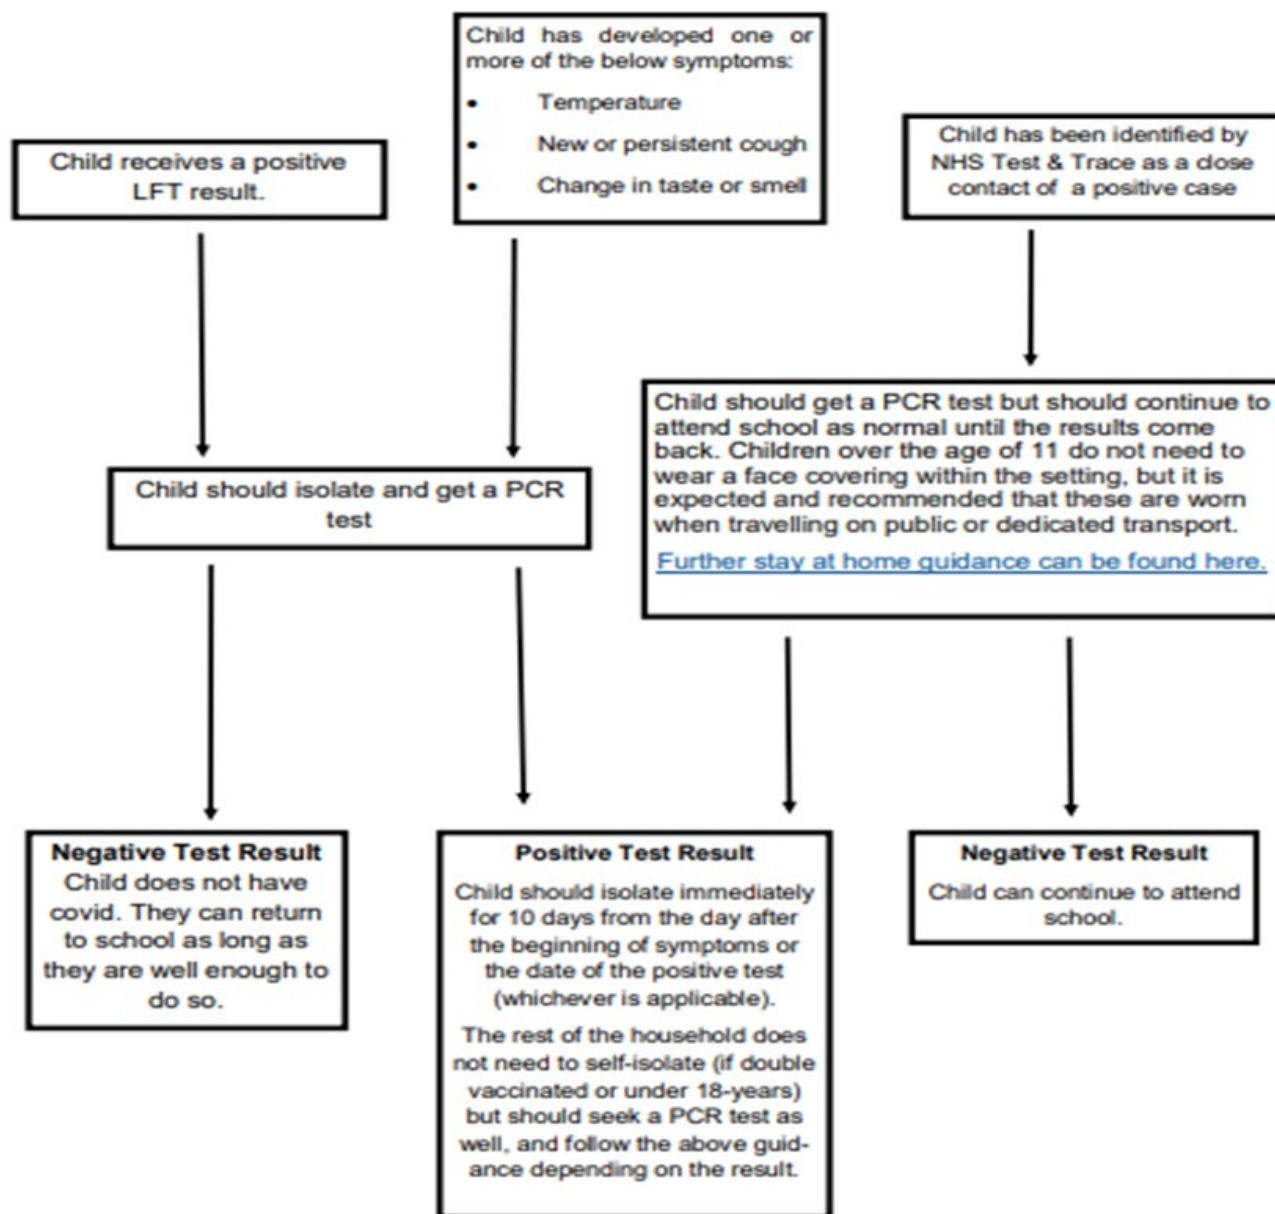 Child has developed one or
more of the below symptoms:
• Temperature
• New or persistent cough
• Change in taste or smell
Child receives a positive
LFT result.
Child has been identified by
NHS Test & Trace as a close
contact of a positive case
Child should isolate and get a PCR
test
Child should get a PCR test but should continue to
attend school as normal until the results come
back. Children over the age of 11 do not need to
wear a face covering within the setting, but it is
expected and recommended that these are worn
when travelling on public or dedicated transport.
Further stay at home guidance can be found here.
Negative Test Result
Child does not have
covid. They can return
to school as long as
they are well enough to
do so.
Positive Test Result
Child should isolate immediately
for 10 days from the day after
the beginning of symptoms or
the date of the positive test
(whichever is applicable).
The rest of the household does
not need to self-isolate (if double
vaccinated or under 18-years)
but should seek a PCR test as
well, and follow the above guid-
ance depending on the result.
Negative Test Result
Child can continue to attend
school.